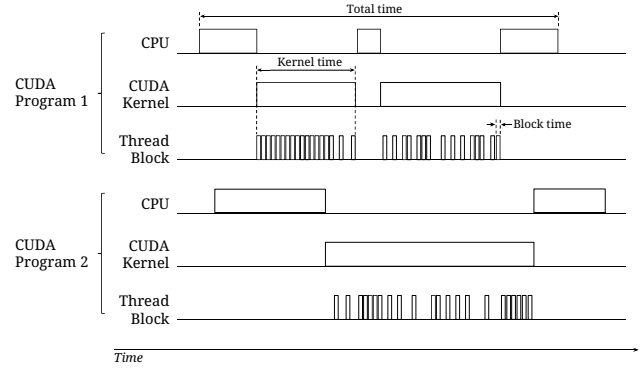 Total time
CPU
Kernel time
CUDA
Program 1
CUDA
Kernel
Block time
Thread
Block
CPU
CUDA
Program 2
CUDA
Kernel
Thread
Block
Time